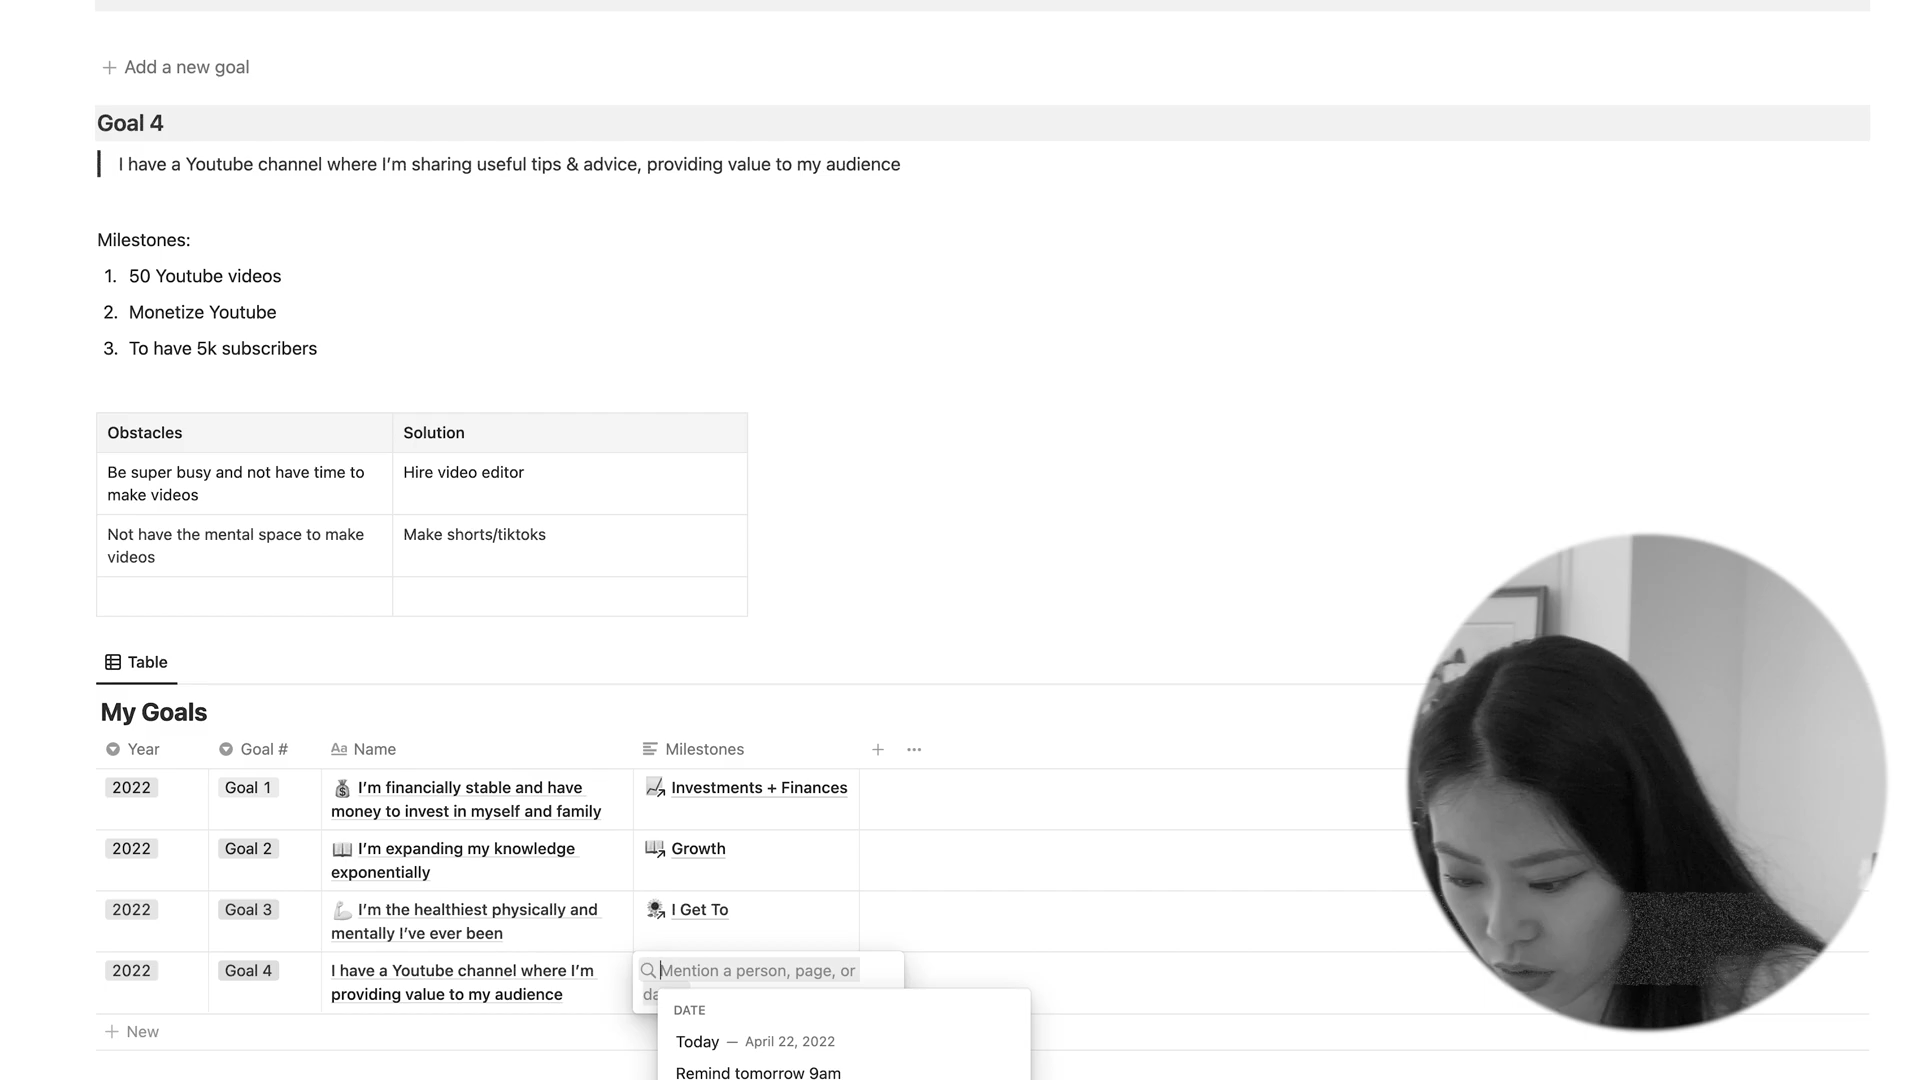 + Add a new goal
Goal 4
I have a Youtube channel where I'm sharing useful tips & advice, providing value to my audience
Milestones:
1. 50 Youtube videos
2. Monetize Youtube
3. To have 5k subscribers
Obstacles Solution
Be super busy and not have time to Hire video editor
make videos
Not have the mental space to make Make shorts/tiktoks
videos
Table
My Goals
Year Goal # Aa Name Milestones + ...
2022 Goal 1 I'm financially stable and have Investments + Finances
money to invest in myself and family
2022 Goal 2 I'm expanding my knowledge Growth
exponentially
2022 Goal 3 I'm the healthiest physically and I Get To
mentally I've ever been
2022 Goal 4 I have a Youtube channel where I'm Mention a person, page, or
providing value to my audience
DATE
+ New
Today — April 22, 2022
Remind tomorrow 9am